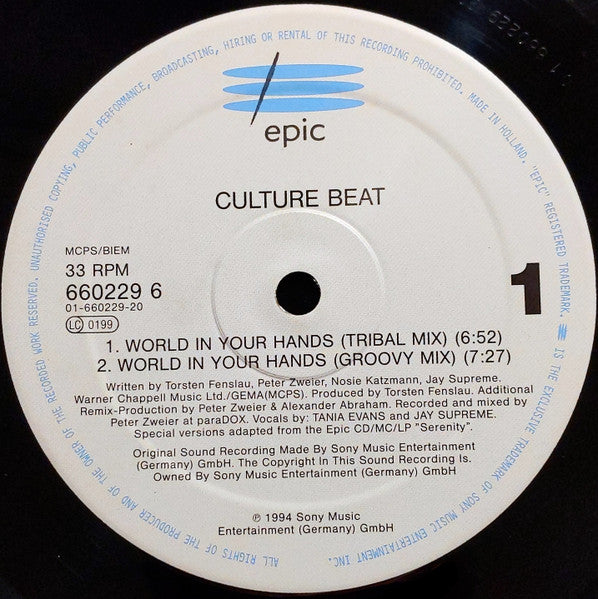 epic
CULTURE BEAT
MCPS/BIEM
33 RPM
660229 6
01-660229-20
LC 0199
1
1. WORLD IN YOUR HANDS (TRIBAL MIX) (6:52)
2. WORLD IN YOUR HANDS (GROOVY MIX) (7:27)
Written by Torsten Fenslau, Peter Zweier, Nosie Katzmann, Jay Supreme.
Warner Chappell Music Ltd./GEMA(MCPS). Produced by Torsten Fenslau. Additional
Remix-Production by Peter Zweier & Alexander Abraham. Recorded and mixed by
Peter Zweier at paraDOX. Vocals by: TANIA EVANS and JAY SUPREME.
Special versions adapted from the Epic CD/MC/LP "Serenity".
Original Sound Recording Made By Sony Music Entertainment
(Germany) GmbH. The Copyright In This Sound Recording Is.
Owned By Sony Music Entertainment (Germany) GmbH
℗ 1994 Sony Music
Entertainment (Germany) GmbH
ALL RIGHTS OF THE PRODUCER AND OF THE OWNER OF THE RECORDED WORK RESERVED. UNAUTHORISED COPYING, PUBLIC PERFORMANCE, BROADCASTING, HIRING OR RENTAL OF THIS RECORDING PROHIBITED. MADE IN HOLLAND. "EPIC" REGISTERED TRADEMARK. IS THE EXCLUSIVE TRADEMARK OF SONY MUSIC ENTERTAINMENT INC.